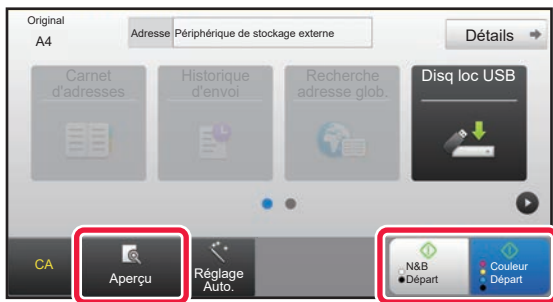 Original
A4
Adresse Périphérique de stockage externe
Détails
Carnet
d'adresses
Historique
d'envoi
Recherche
adresse glob.
Disq loc USB
CA
Aperçu
Réglage
Auto.
N&B
Départ
Couleur
Départ